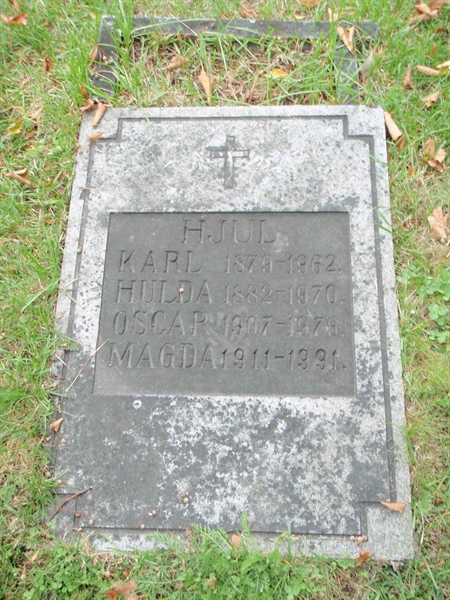 HJUL
KARL 1879-1962.
HULDA 1882-1970.
OSCAR 1907-1979.
MAGDA 1911-1991.